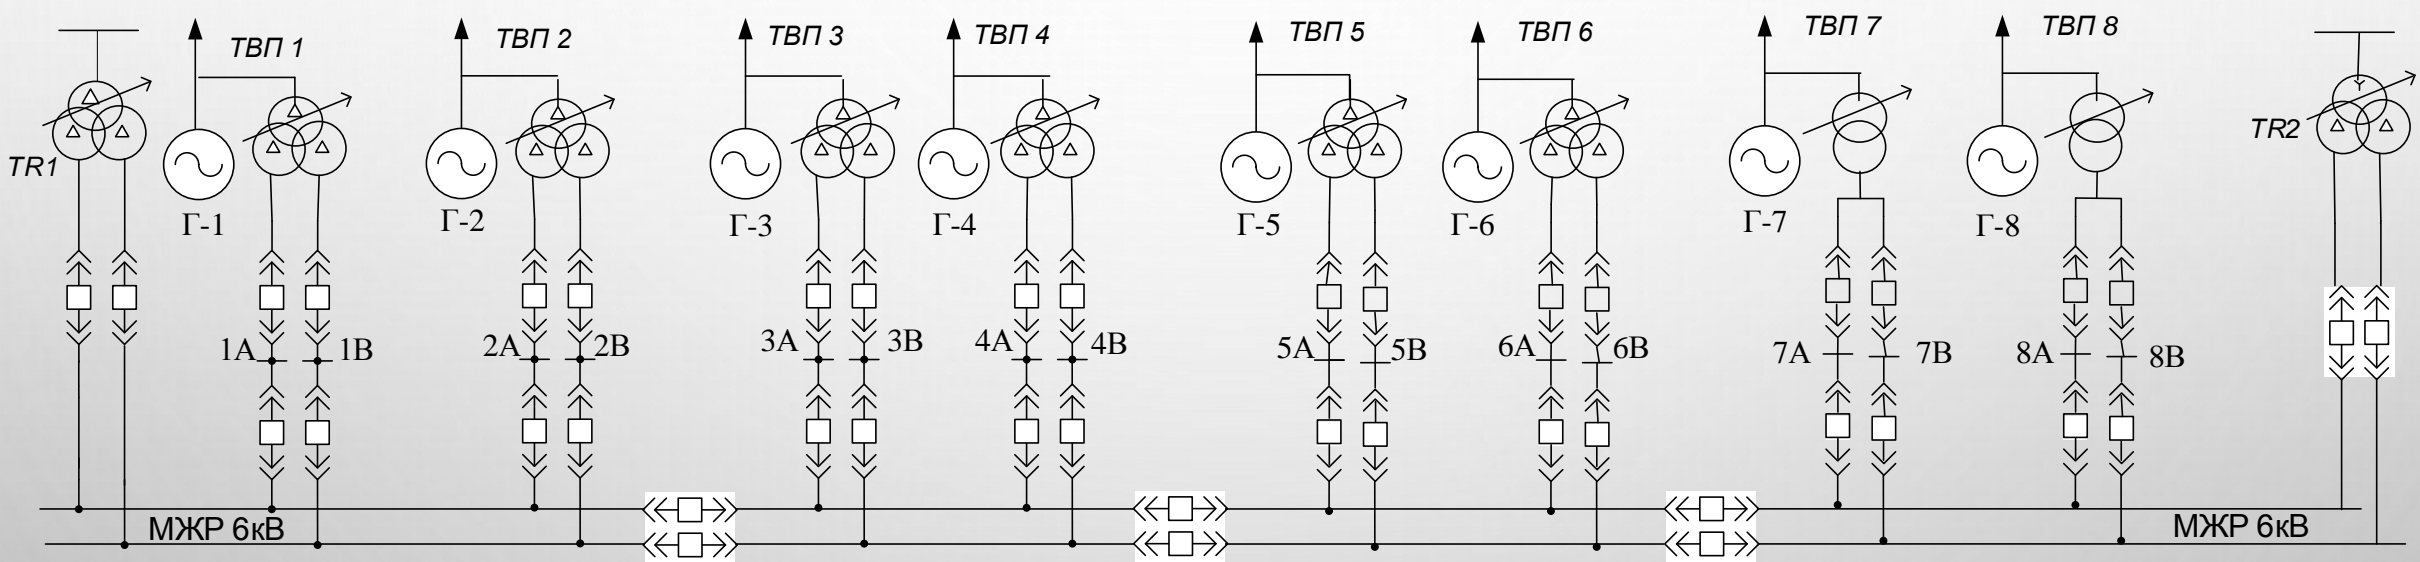 ТВП 1
ТВП 2
ТВП 3
ТВП 4
ТВП 5
ТВП 6
ТВП 7
ТВП 8
TR1
TR2
Г-1
Г-2
Г-3
Г-4
Г-5
Г-6
Г-7
Г-8
1А
1В
2А
2В
3А
3В
4А
4В
5А
5В
6А
6В
7А
7В
8А
8В
МЖР 6кВ
МЖР 6кВ